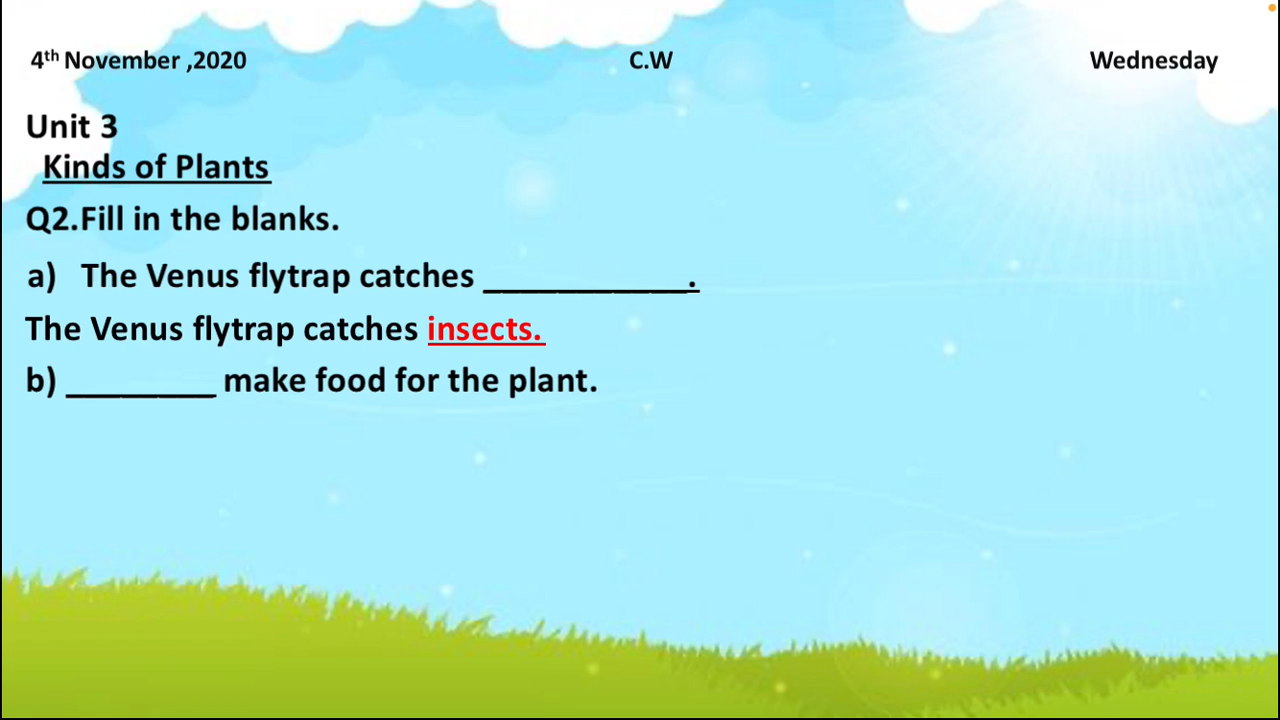 4th November ,2020 C.W Wednesday
Unit 3
Kinds of Plants
Q2.Fill in the blanks.
a) The Venus flytrap catches ___________.
The Venus flytrap catches insects.
b) ________ make food for the plant.